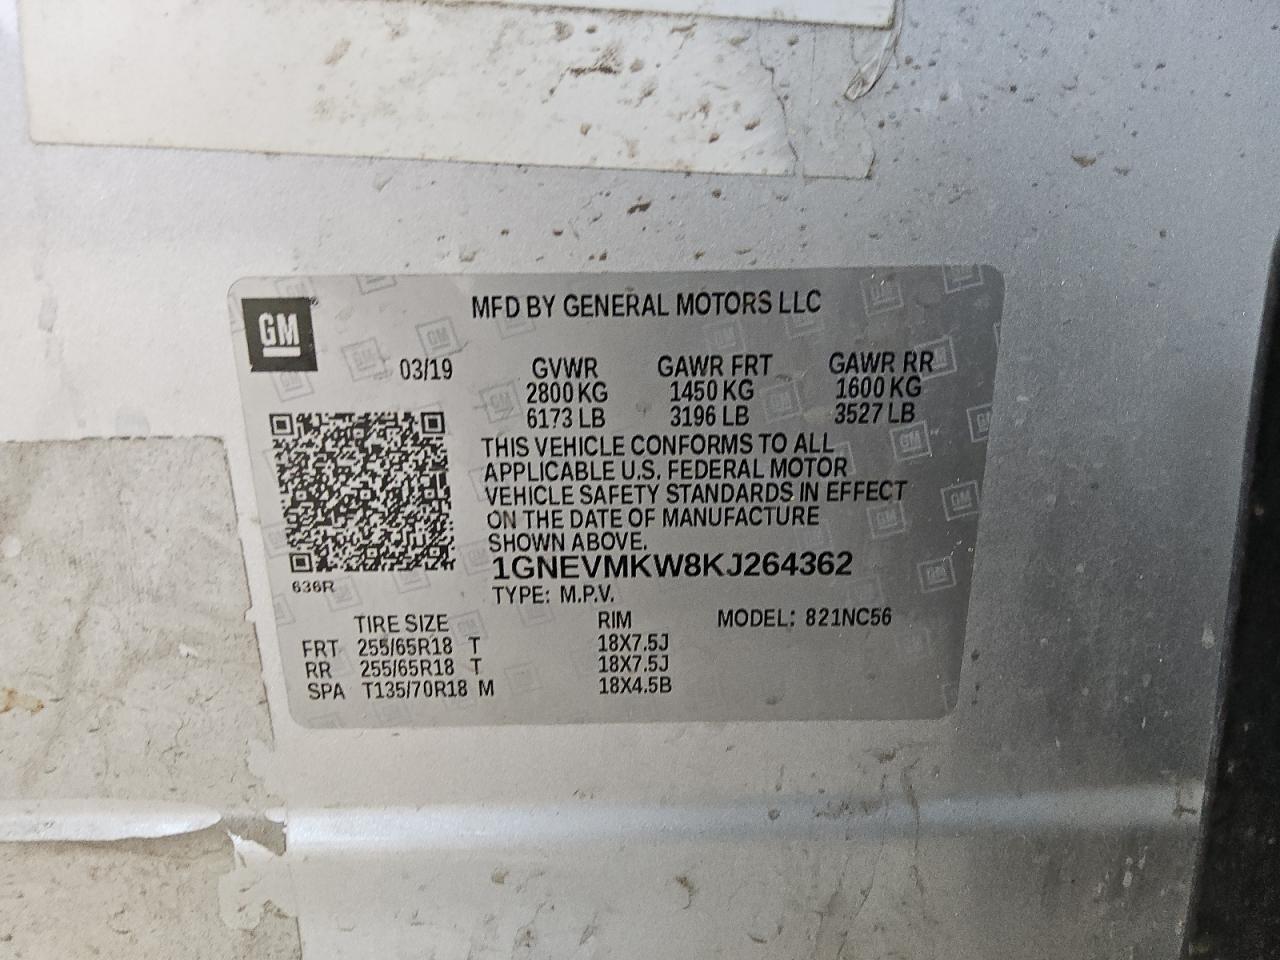 GM
MFD BY GENERAL MOTORS LLC
03/19
GVWR GAWR FRT GAWR RR
2800 KG 1450 KG 1600 KG
6173 LB 3196 LB 3527 LB
THIS VEHICLE CONFORMS TO ALL
APPLICABLE U.S. FEDERAL MOTOR
VEHICLE SAFETY STANDARDS IN EFFECT
ON THE DATE OF MANUFACTURE
SHOWN ABOVE.
1GNEVMKW8KJ264362
636R
TYPE: M.P.V.
TIRE SIZE RIM MODEL: 821NC56
FRT 255/65R18 T 18X7.5J
RR 255/65R18 T 18X7.5J
SPA T135/70R18 M 18X4.5B